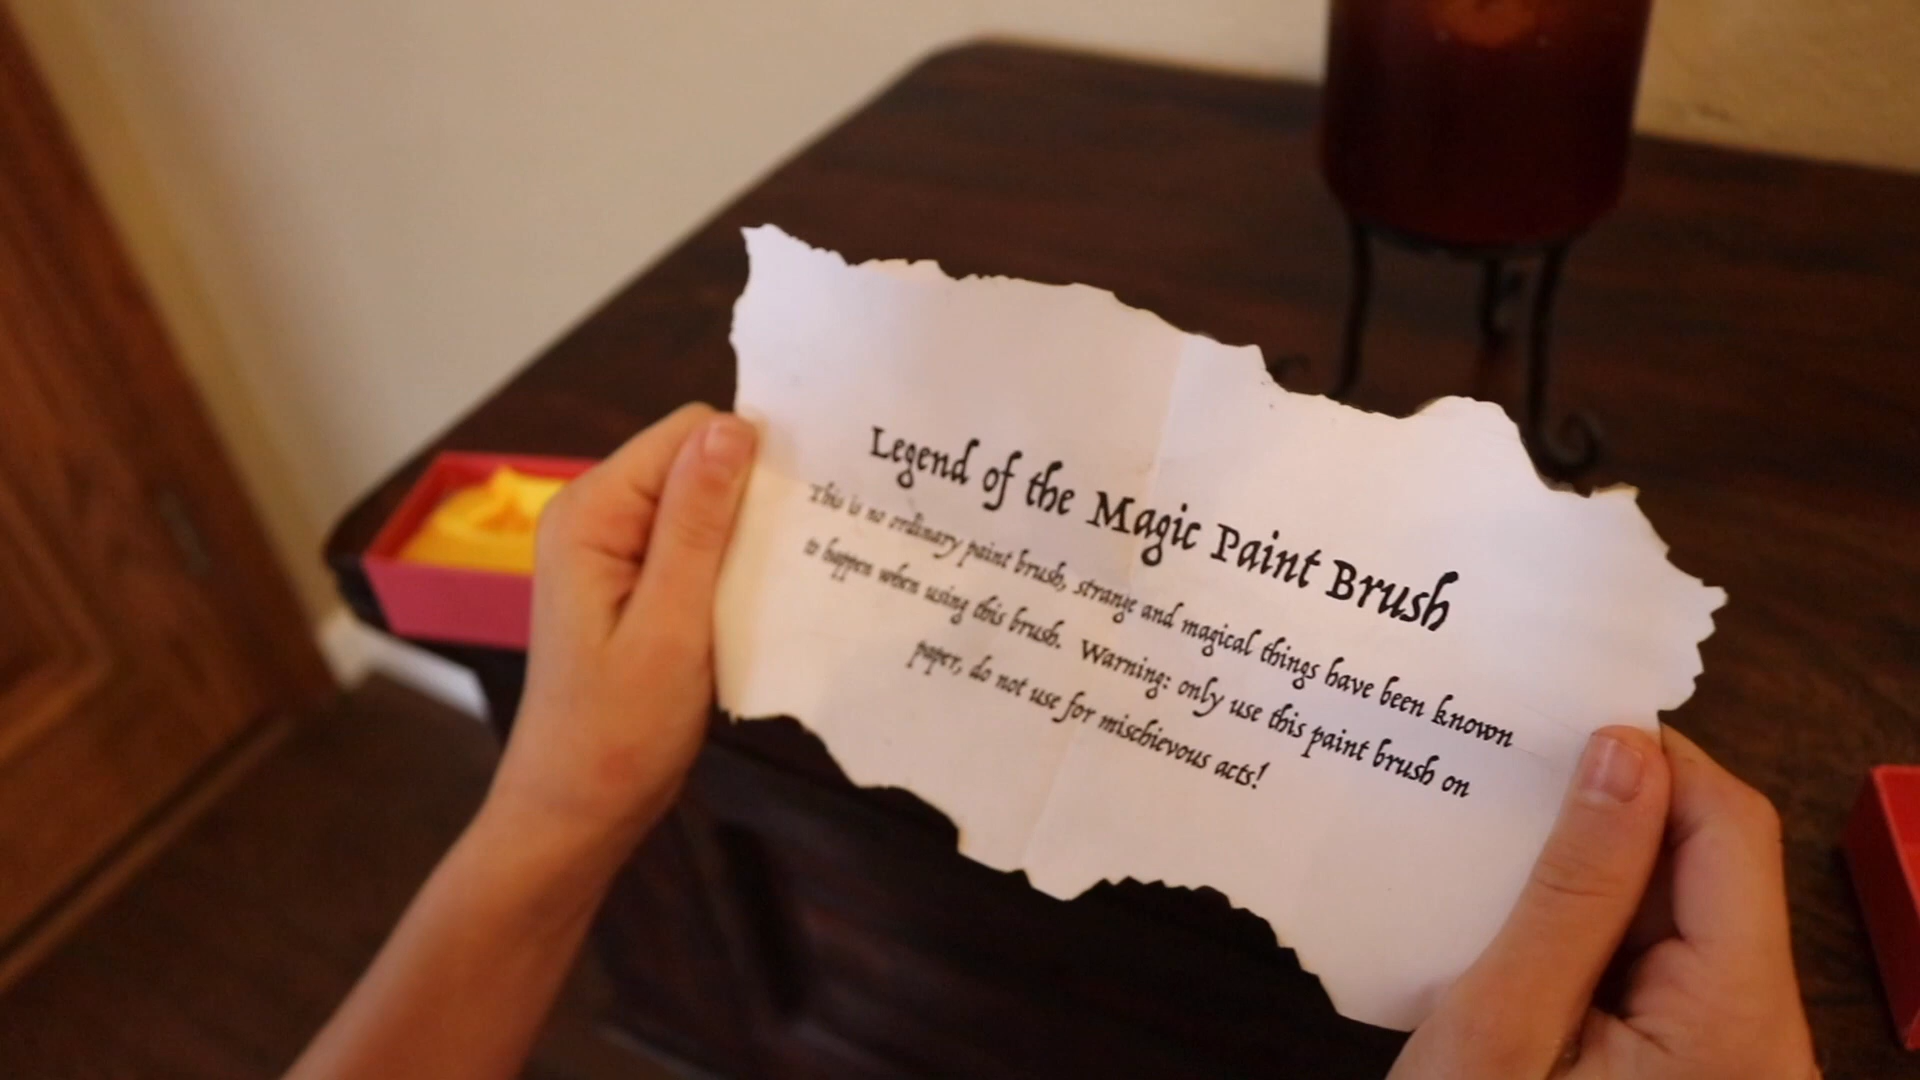 Legend of the Magic Paint Brush
This is no ordinary paint brush, strange and magical things have been known
to happen when using this brush. Warning: only use this paint brush on
paper, do not use for mischievous acts!